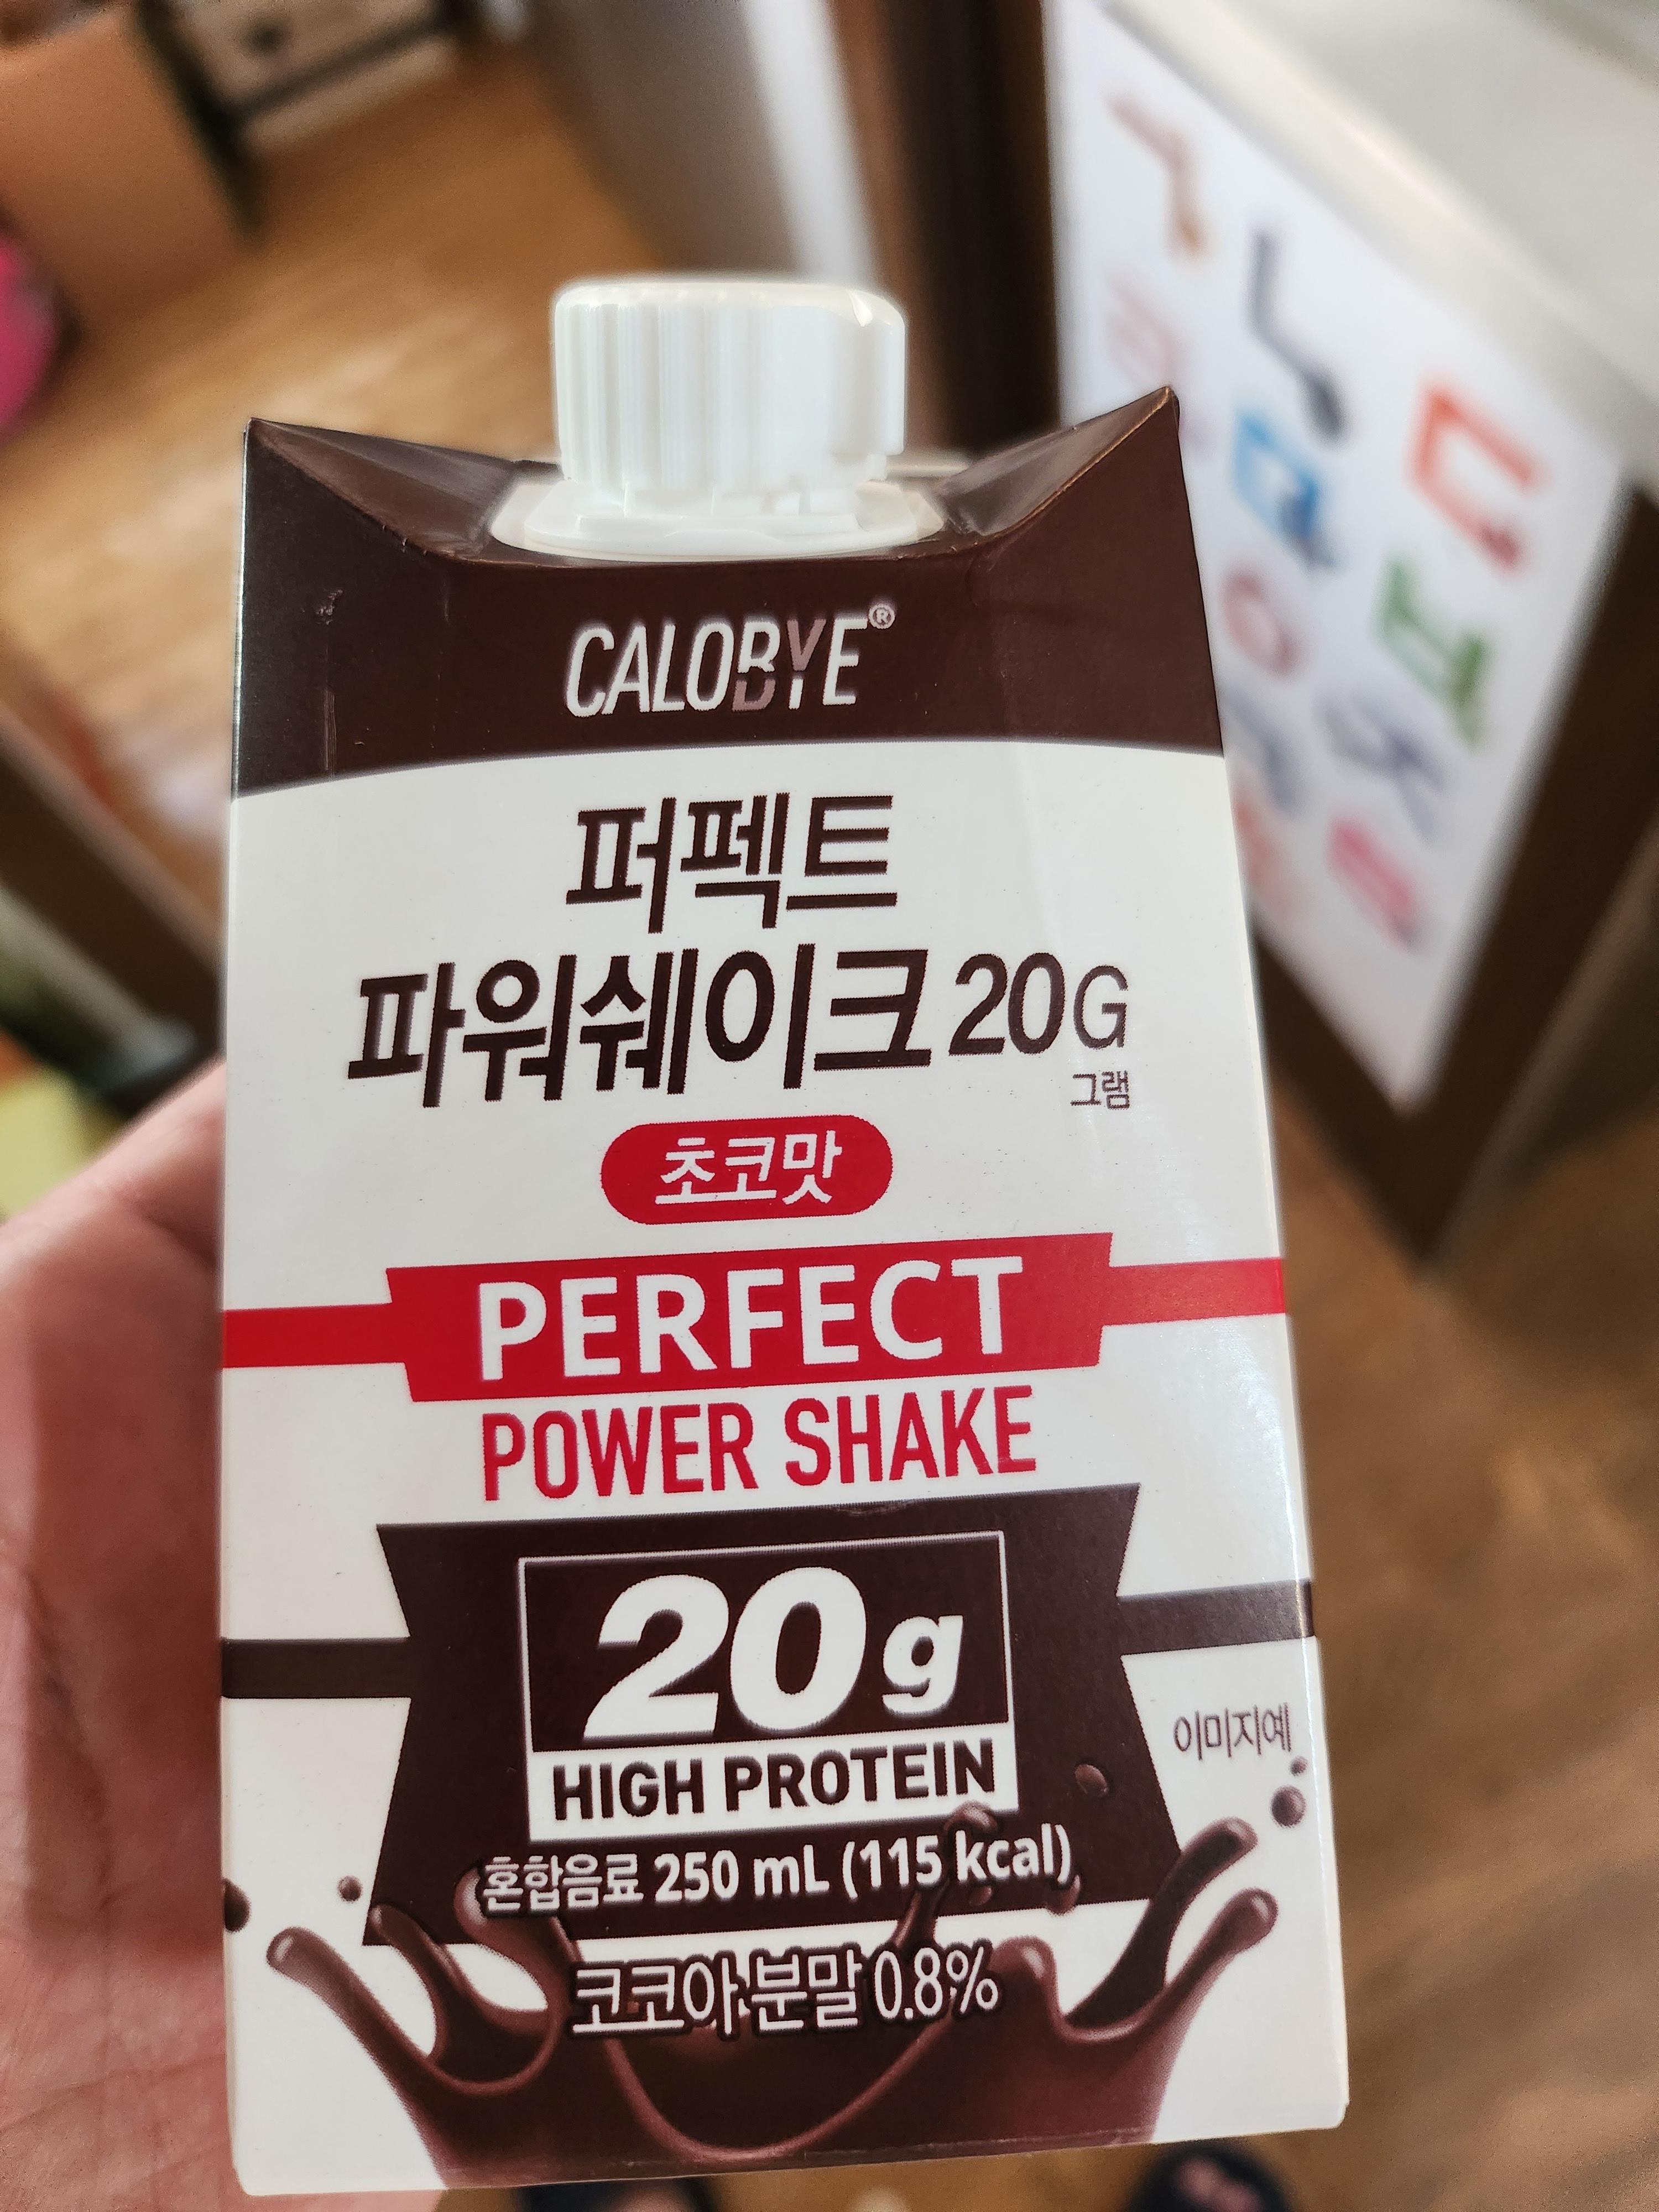 CALOBYE®
퍼펙트
파워쉐이크 20G
그램
초코맛
PERFECT
POWER SHAKE
20g
HIGH PROTEIN
이미지예
혼합음료 250 mL (115 kcal)
코코아분말 0.8%